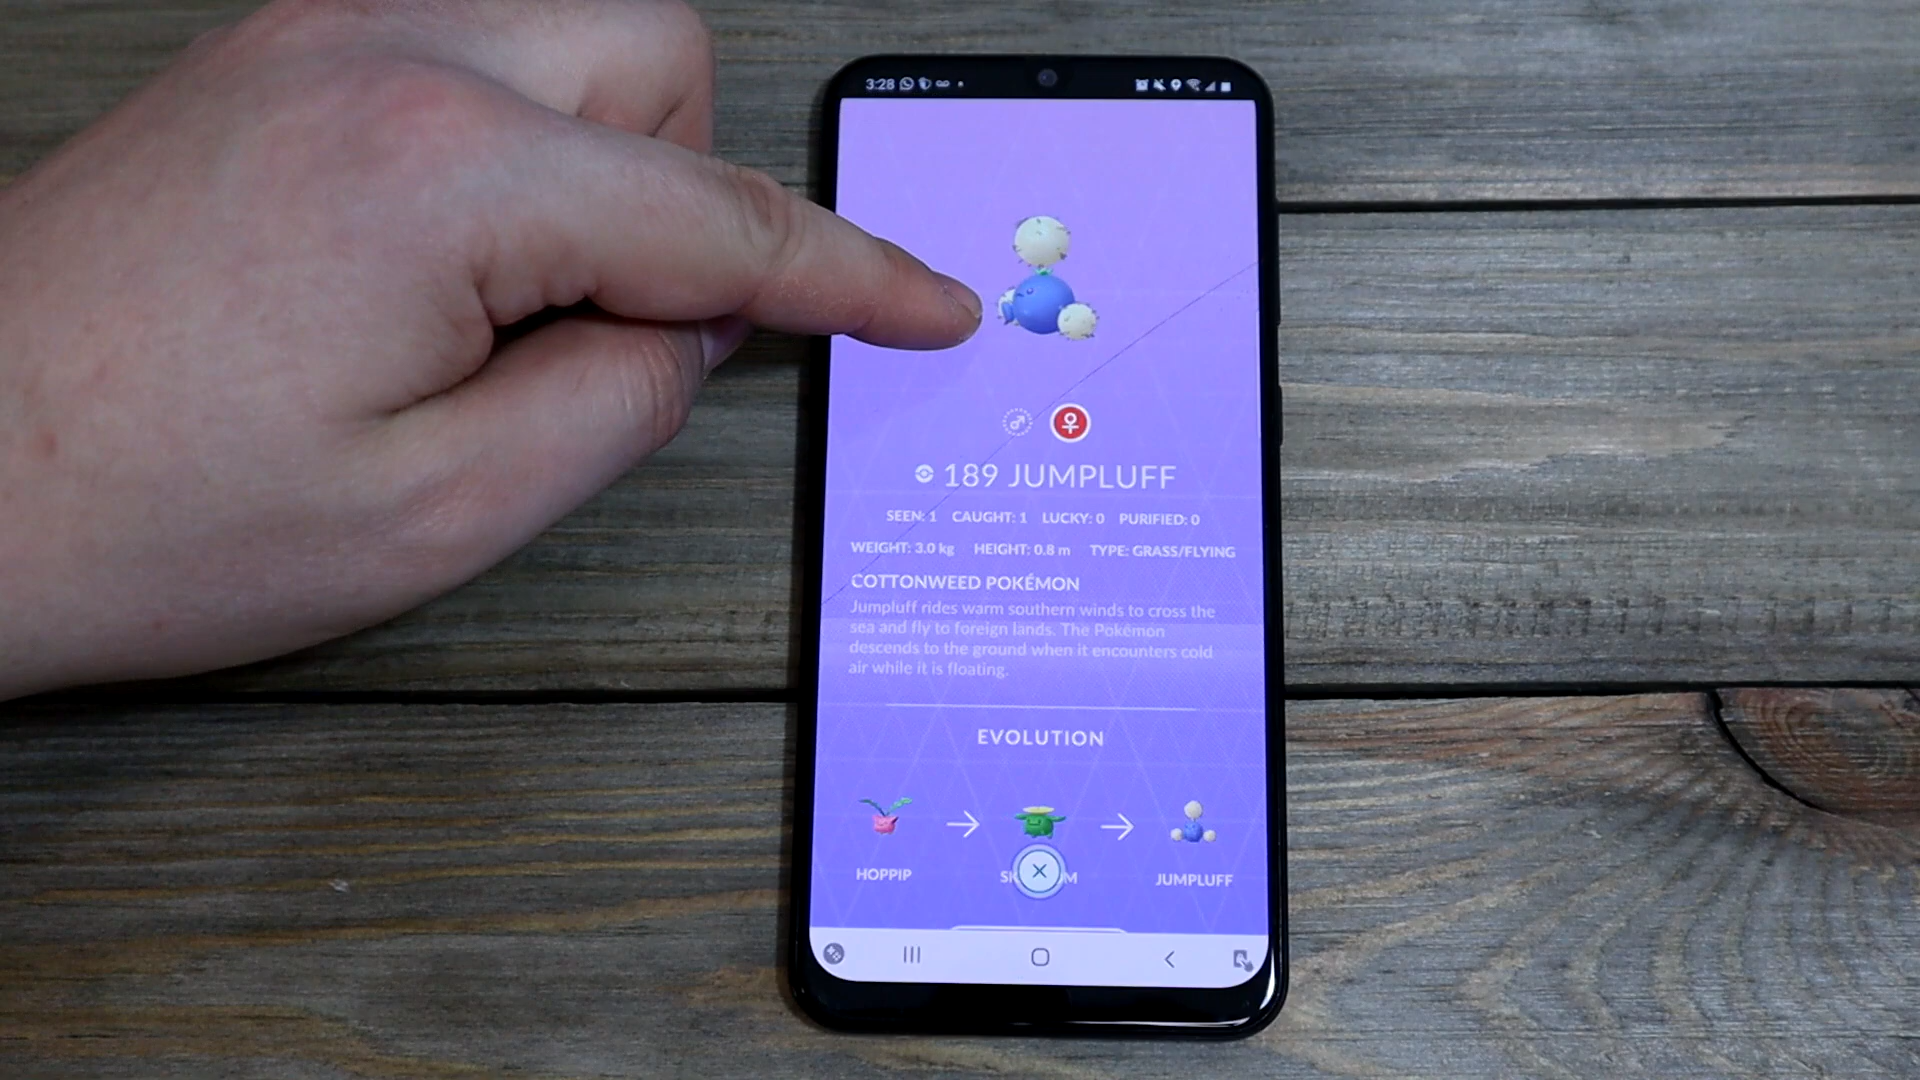 3:28
189 JUMPLUFF
SEEN: 1 CAUGHT: 1 LUCKY: 0 PURIFIED: 0
WEIGHT: 3.0 kg HEIGHT: 0.8 m TYPE: GRASS/FLYING
COTTONWEED POKÉMON
Jumpluff rides warm southern winds to cross the
sea and fly to foreign lands. The Pokémon
descends to the ground when it encounters cold
air while it is floating.
EVOLUTION
HOPPIP JUMPLUFF